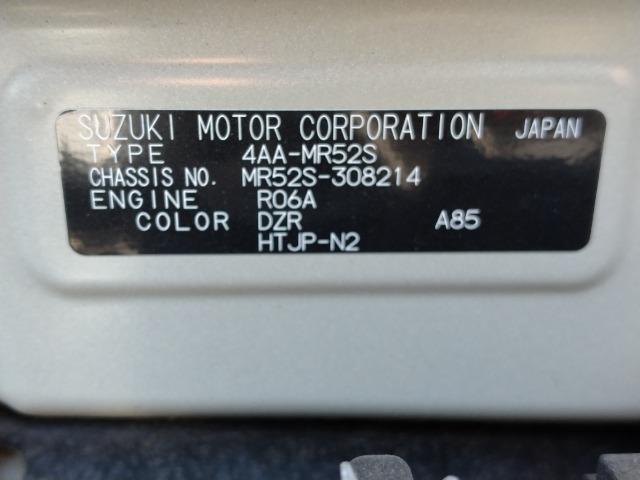 SUZUKI MOTOR CORPORATION JAPAN
TYPE 4AA-MR52S
CHASSIS NO. MR52S-308214
ENGINE R06A
COLOR DZR A85
HTJP-N2